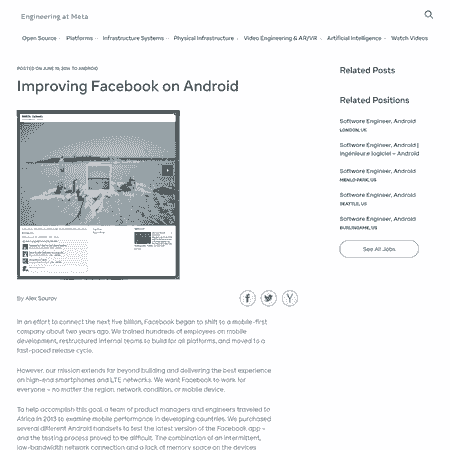 Engineering at Meta
Open Source Platforms Infrastructure Systems Physical Infrastructure Video Engineering & AR/VR Artificial Intelligence Watch Videos
POSTED ON JUNE 19, 2014 TO ANDROID
Improving Facebook on Android
By Alex Sourov
In an effort to connect the next five billion, Facebook began to shift to a mobile-first
company about two years ago. We trained hundreds of employees on mobile
development, restructured internal teams to build for all platforms, and moved to a
fast-paced release cycle.
However, our mission extends far beyond building and delivering the best experience
on high-end smartphones and LTE networks. We want Facebook to work for
everyone – no matter the region, network condition, or mobile device.
To help accomplish this goal, a team of product managers and engineers traveled to
Africa in 2013 to examine mobile performance in developing countries. We purchased
several different Android handsets to test the latest version of the Facebook app –
and the testing process proved to be difficult. The combination of an intermittent,
low-bandwidth network connection and a lack of memory space on the devices
Related Posts
Related Positions
Software Engineer, Android
LONDON, UK
Software Engineer, Android |
Ingénieur.e logiciel – Android
Software Engineer, Android
MENLO PARK, US
Software Engineer, Android
SEATTLE, US
Software Engineer, Android
BURLINGAME, US
See All Jobs